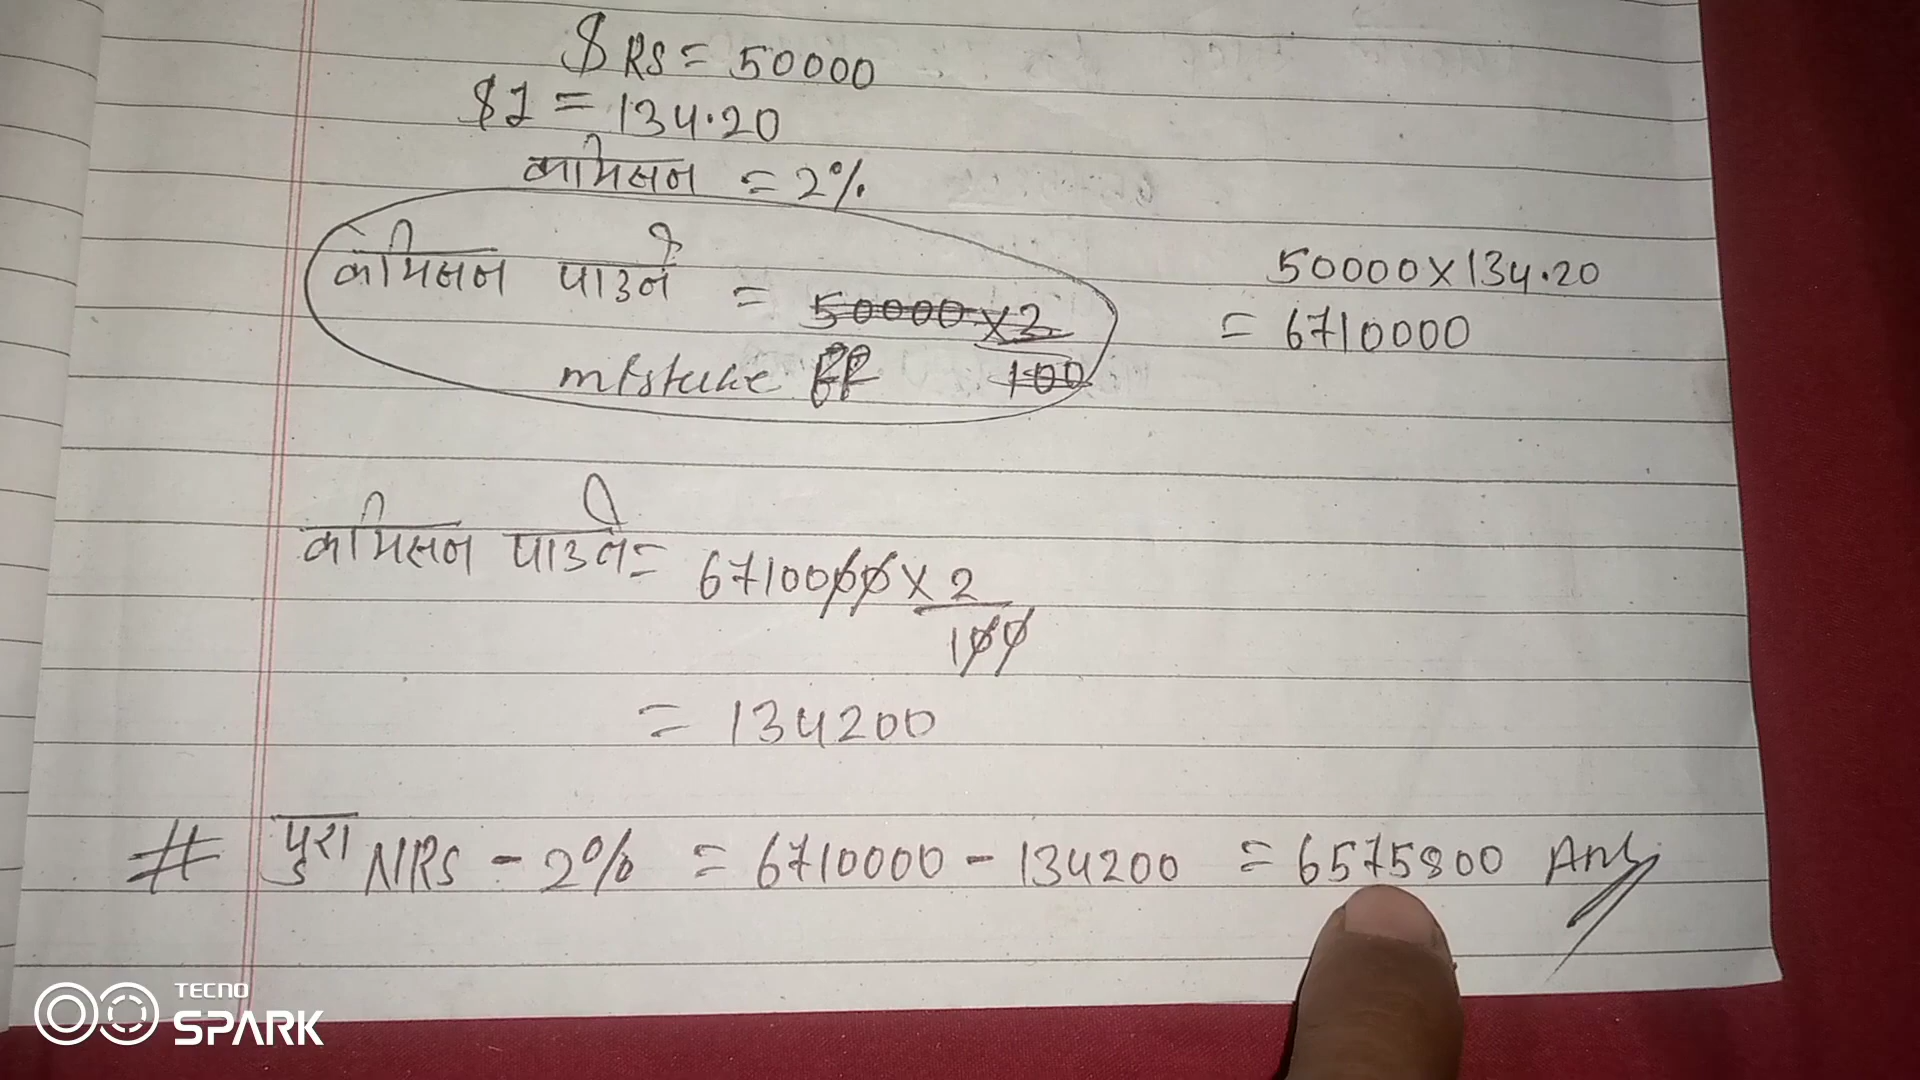 $ RS = 50000
$1 = 134.20
कमिसन = 2%
कमिसन पाउने = 50000 × 2
mistake 100
50000 × 134.20
= 6710000
कमिसन पाउने = 6710000 × 2
100
= 134200
# पुरा NRS - 2% = 6710000 - 134200 = 6575800 Ans
TECNO
SPARK